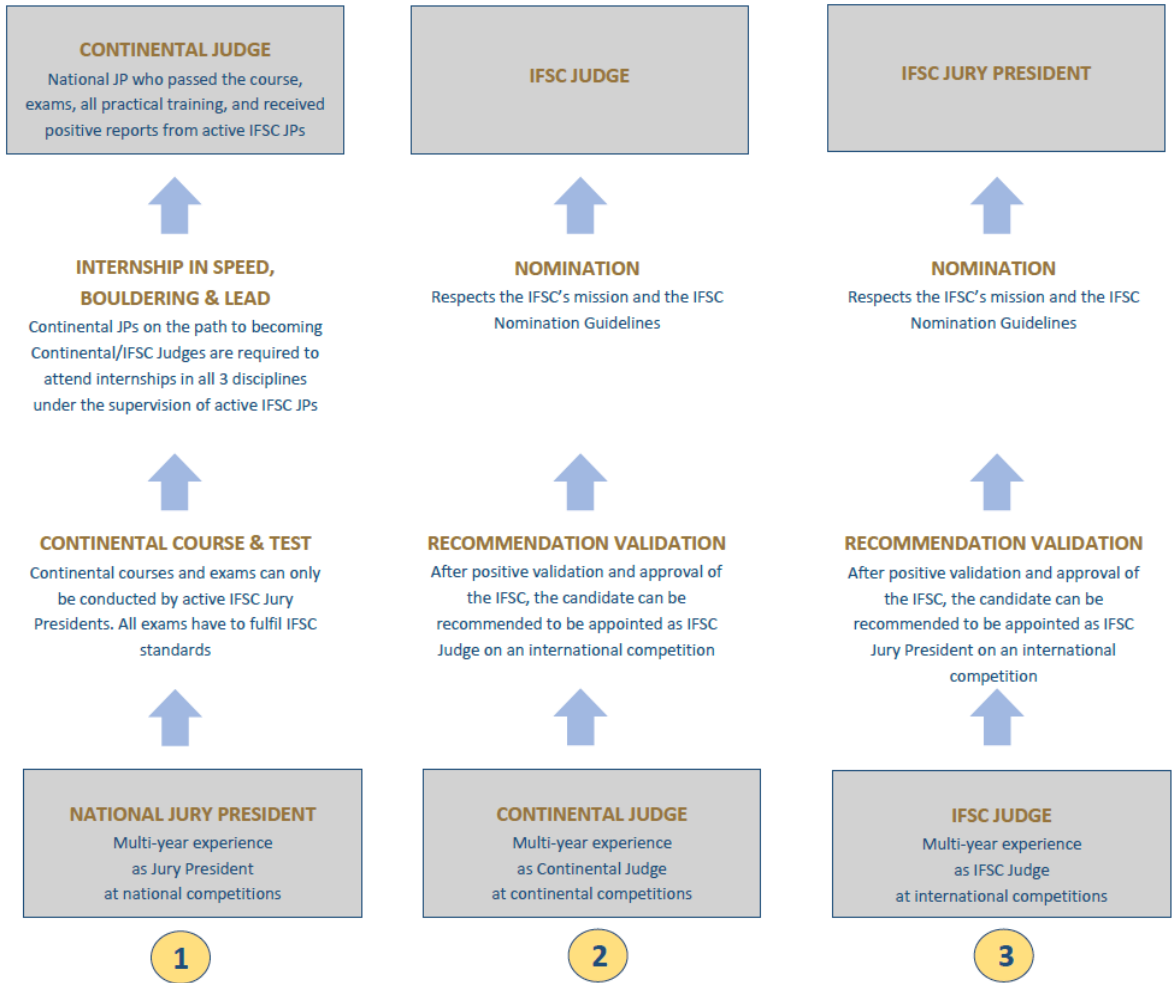 CONTINENTAL JUDGE
National JP who passed the course,
exams, all practical training, and received
positive reports from active IFSC JPs
INTERNSHIP IN SPEED,
BOULDERING & LEAD
Continental JPs on the path to becoming
Continental/IFSC Judges are required to
attend internships in all 3 disciplines
under the supervision of active IFSC JPs
CONTINENTAL COURSE & TEST
Continental courses and exams can only
be conducted by active IFSC Jury
Presidents. All exams have to fulfil IFSC
standards
NATIONAL JURY PRESIDENT
Multi-year experience
as Jury President
at national competitions
1
IFSC JUDGE
NOMINATION
Respects the IFSC’s mission and the IFSC
Nomination Guidelines
RECOMMENDATION VALIDATION
After positive validation and approval of
the IFSC, the candidate can be
recommended to be appointed as IFSC
Judge on an international competition
CONTINENTAL JUDGE
Multi-year experience
as Continental Judge
at continental competitions
2
IFSC JURY PRESIDENT
NOMINATION
Respects the IFSC’s mission and the IFSC
Nomination Guidelines
RECOMMENDATION VALIDATION
After positive validation and approval of
the IFSC, the candidate can be
recommended to be appointed as IFSC
Jury President on an international
competition
IFSC JUDGE
Multi-year experience
as IFSC Judge
at international competitions
3